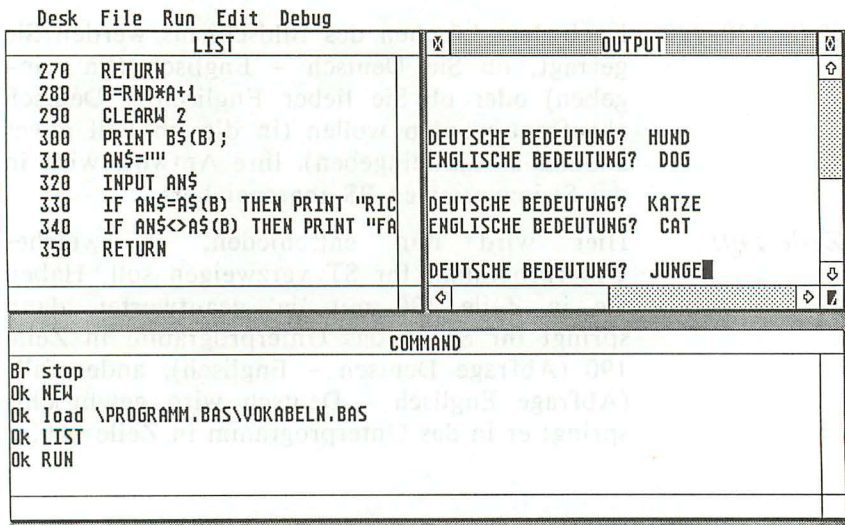 Desk File Run Edit Debug
LIST
270 RETURN
280 B=RND*A+1
290 CLEARW 2
300 PRINT B$(B);
310 AN$=""
320 INPUT AN$
330 IF AN$=A$(B) THEN PRINT "RIC
340 IF AN$<>A$(B) THEN PRINT "FA
350 RETURN
OUTPUT
DEUTSCHE BEDEUTUNG? HUND
ENGLISCHE BEDEUTUNG? DOG
DEUTSCHE BEDEUTUNG? KATZE
ENGLISCHE BEDEUTUNG? CAT
DEUTSCHE BEDEUTUNG? JUNGE
COMMAND
Br stop
Ok NEW
Ok load \PROGRAMM.BAS\VOKABELN.BAS
Ok LIST
Ok RUN